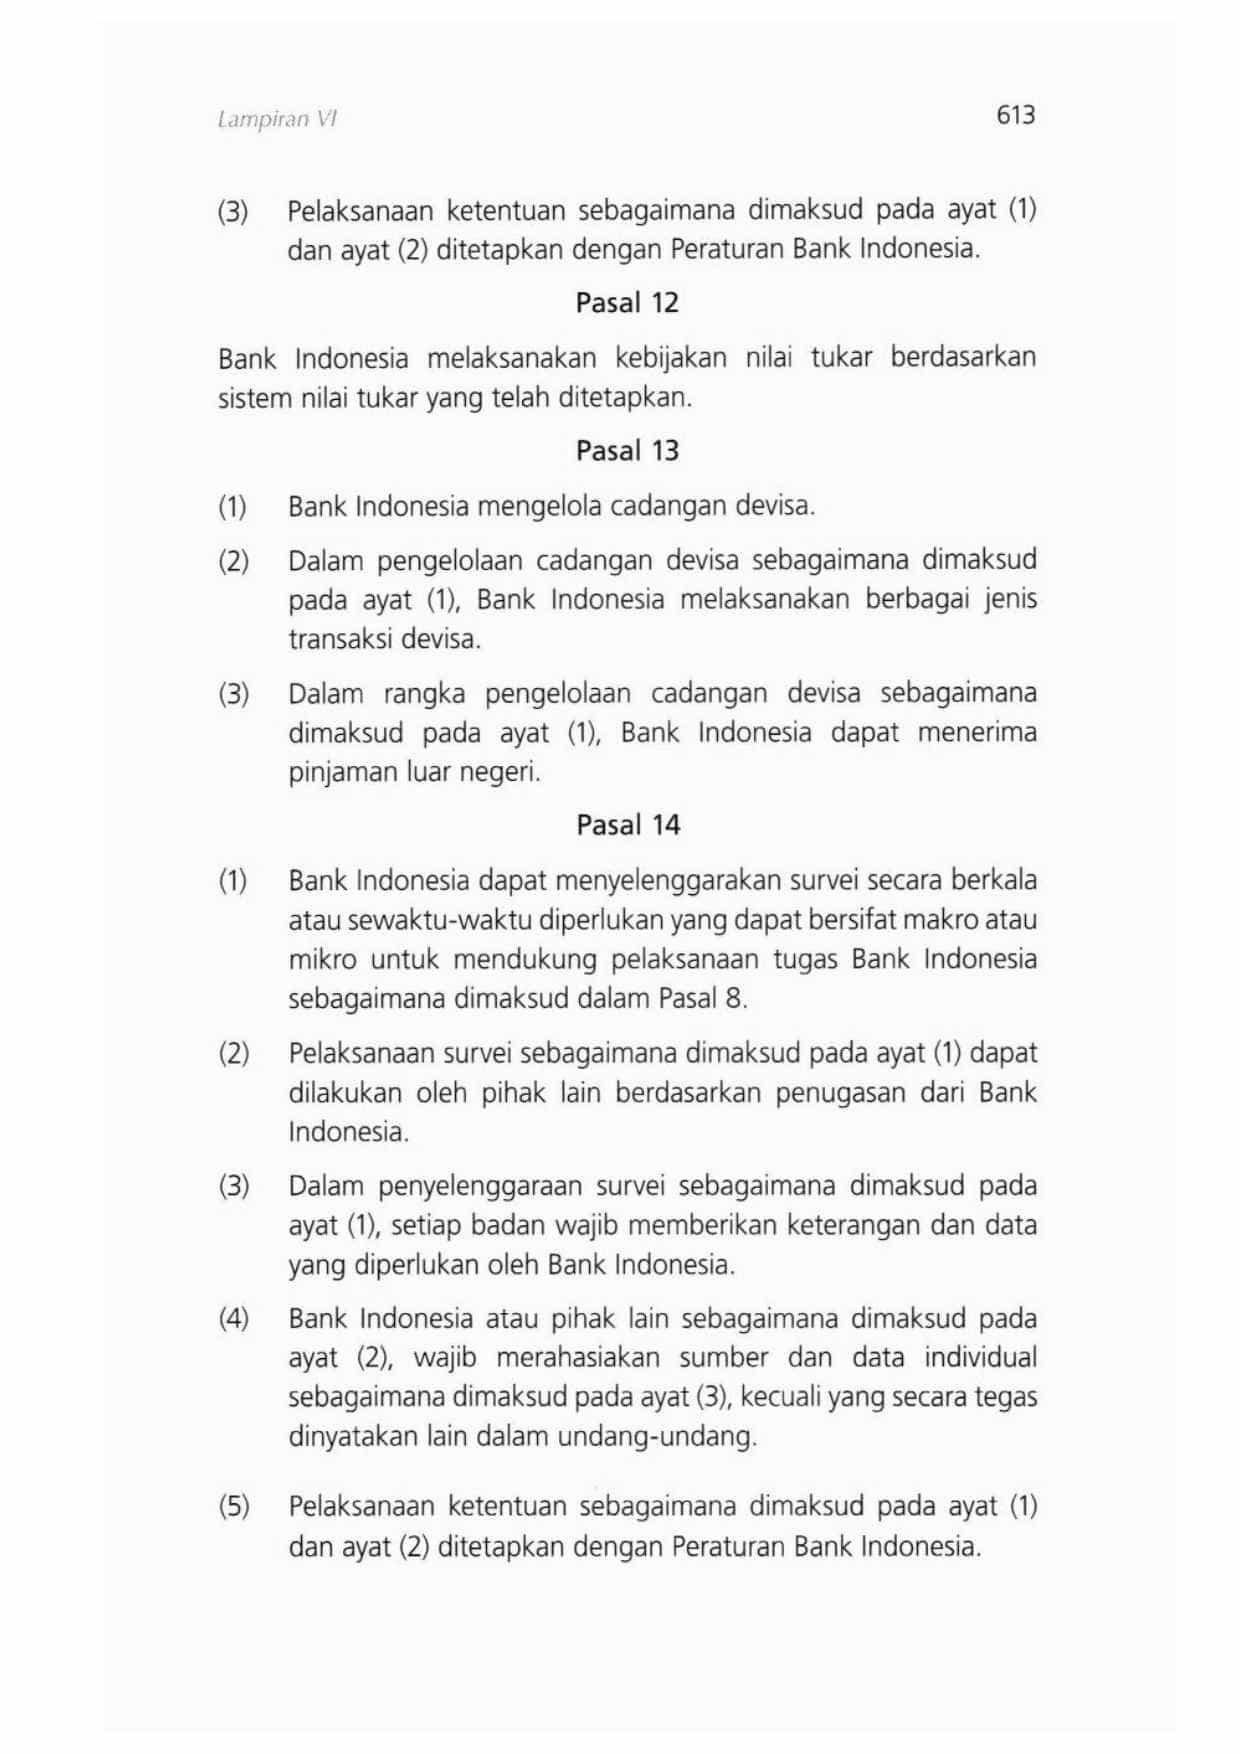 Lampiran VI 613
(3) Pelaksanaan ketentuan sebagaimana dimaksud pada ayat (1)
dan ayat (2) ditetapkan dengan Peraturan Bank Indonesia.
Pasal 12
Bank Indonesia melaksanakan kebijakan nilai tukar berdasarkan
sistem nilai tukar yang telah ditetapkan.
Pasal 13
(1) Bank Indonesia mengelola cadangan devisa.
(2) Dalam pengelolaan cadangan devisa sebagaimana dimaksud
pada ayat (1), Bank Indonesia melaksanakan berbagai jenis
transaksi devisa.
(3) Dalam rangka pengelolaan cadangan devisa sebagaimana
dimaksud pada ayat (1), Bank Indonesia dapat menerima
pinjaman luar negeri.
Pasal 14
(1) Bank Indonesia dapat menyelenggarakan survei secara berkala
atau sewaktu-waktu diperlukan yang dapat bersifat makro atau
mikro untuk mendukung pelaksanaan tugas Bank Indonesia
sebagaimana dimaksud dalam Pasal 8.
(2) Pelaksanaan survei sebagaimana dimaksud pada ayat (1) dapat
dilakukan oleh pihak lain berdasarkan penugasan dari Bank
Indonesia.
(3) Dalam penyelenggaraan survei sebagaimana dimaksud pada
ayat (1), setiap badan wajib memberikan keterangan dan data
yang diperlukan oleh Bank Indonesia.
(4) Bank Indonesia atau pihak lain sebagaimana dimaksud pada
ayat (2), wajib merahasiakan sumber dan data individual
sebagaimana dimaksud pada ayat (3), kecuali yang secara tegas
dinyatakan lain dalam undang-undang.
(5) Pelaksanaan ketentuan sebagaimana dimaksud pada ayat (1)
dan ayat (2) ditetapkan dengan Peraturan Bank Indonesia.